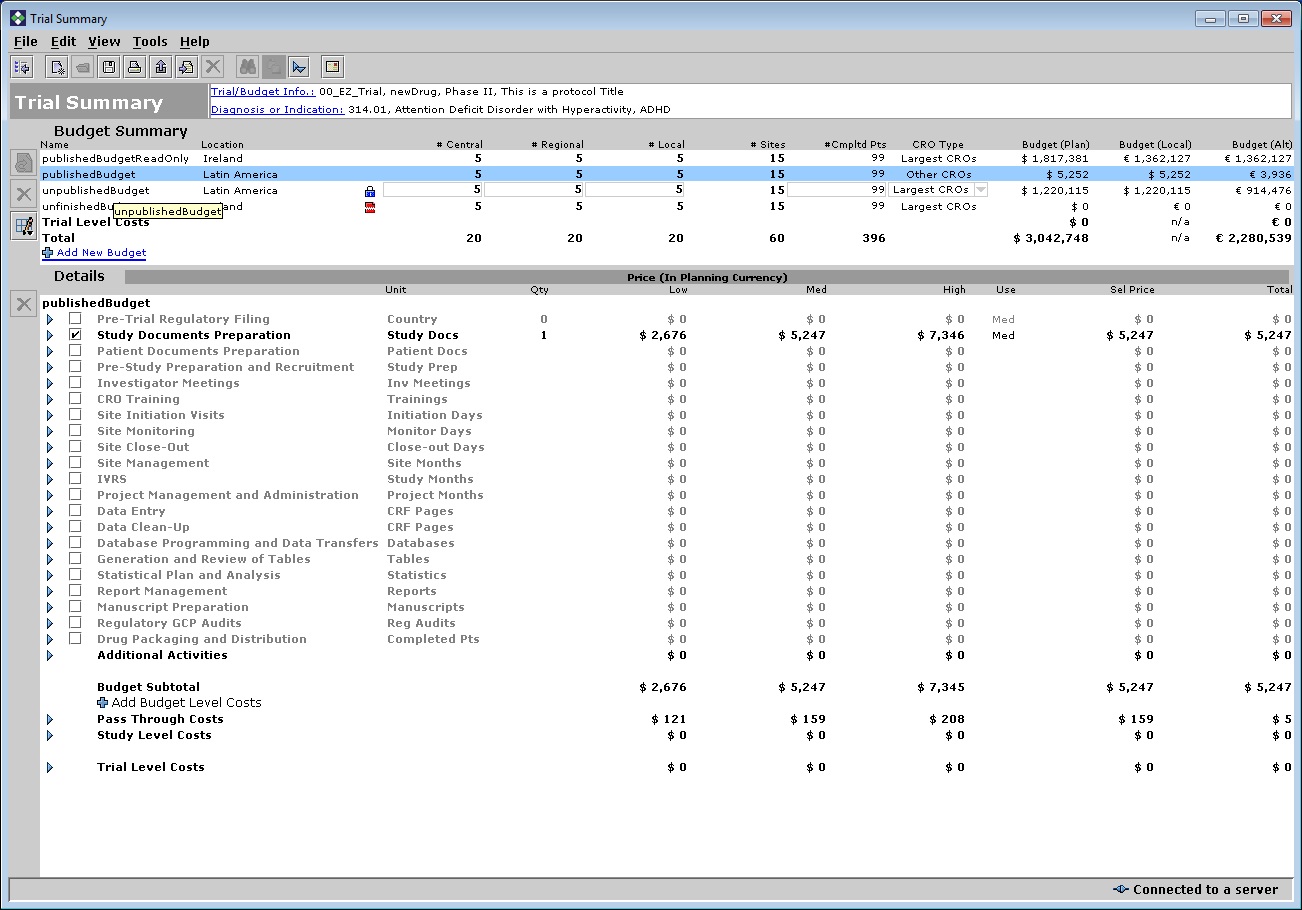 Trial Summary
File Edit View Tools Help
Trial Summary
Trial/Budget Info.: 00_EZ_Trial, newDrug, Phase II, This is a protocol Title
Diagnosis or Indication: 314.01, Attention Deficit Disorder with Hyperactivity, ADHD
Budget Summary
Name Location # Central # Regional # Local # Sites #Cmpltd Pts CRO Type Budget (Plan) Budget (Local) Budget (Alt)
publishedBudgetReadOnly Ireland 5 5 5 15 99 Largest CROs $ 1,817,381 € 1,362,127 € 1,362,127
publishedBudget Latin America 5 5 5 15 99 Other CROs $ 5,252 $ 5,252 € 3,936
unpublishedBudget Latin America 5 5 5 15 99 Largest CROs $ 1,220,115 $ 1,220,115 € 914,476
unfinishedBu and 5 5 5 15 99 Largest CROs $ 0 € 0 € 0
unpublishedBudget
Trial Level Costs $ 0 n/a € 0
Total 20 20 20 60 396 $ 3,042,748 n/a € 2,280,539
Add New Budget
Details Price (In Planning Currency)
Unit Qty Low Med High Use Sel Price Total
publishedBudget
Pre-Trial Regulatory Filing Country 0 $ 0 $ 0 $ 0 Med $ 0 $ 0
Study Documents Preparation Study Docs 1 $ 2,676 $ 5,247 $ 7,346 Med $ 5,247 $ 5,247
Patient Documents Preparation Patient Docs $ 0 $ 0 $ 0 $ 0 $ 0
Pre-Study Preparation and Recruitment Study Prep $ 0 $ 0 $ 0 $ 0 $ 0
Investigator Meetings Inv Meetings $ 0 $ 0 $ 0 $ 0 $ 0
CRO Training Trainings $ 0 $ 0 $ 0 $ 0 $ 0
Site Initiation Visits Initiation Days $ 0 $ 0 $ 0 $ 0 $ 0
Site Monitoring Monitor Days $ 0 $ 0 $ 0 $ 0 $ 0
Site Close-Out Close-out Days $ 0 $ 0 $ 0 $ 0 $ 0
Site Management Site Months $ 0 $ 0 $ 0 $ 0 $ 0
IVRS Study Months $ 0 $ 0 $ 0 $ 0 $ 0
Project Management and Administration Project Months $ 0 $ 0 $ 0 $ 0 $ 0
Data Entry CRF Pages $ 0 $ 0 $ 0 $ 0 $ 0
Data Clean-Up CRF Pages $ 0 $ 0 $ 0 $ 0 $ 0
Database Programming and Data Transfers Databases $ 0 $ 0 $ 0 $ 0 $ 0
Generation and Review of Tables Tables $ 0 $ 0 $ 0 $ 0 $ 0
Statistical Plan and Analysis Statistics $ 0 $ 0 $ 0 $ 0 $ 0
Report Management Reports $ 0 $ 0 $ 0 $ 0 $ 0
Manuscript Preparation Manuscripts $ 0 $ 0 $ 0 $ 0 $ 0
Regulatory GCP Audits Reg Audits $ 0 $ 0 $ 0 $ 0 $ 0
Drug Packaging and Distribution Completed Pts $ 0 $ 0 $ 0 $ 0 $ 0
Additional Activities $ 0 $ 0 $ 0 $ 0 $ 0
Budget Subtotal $ 2,676 $ 5,247 $ 7,345 $ 5,247 $ 5,247
Add Budget Level Costs
Pass Through Costs $ 121 $ 159 $ 208 $ 159 $ 5
Study Level Costs $ 0 $ 0 $ 0 $ 0 $ 0
Trial Level Costs $ 0 $ 0 $ 0 $ 0 $ 0
Connected to a server